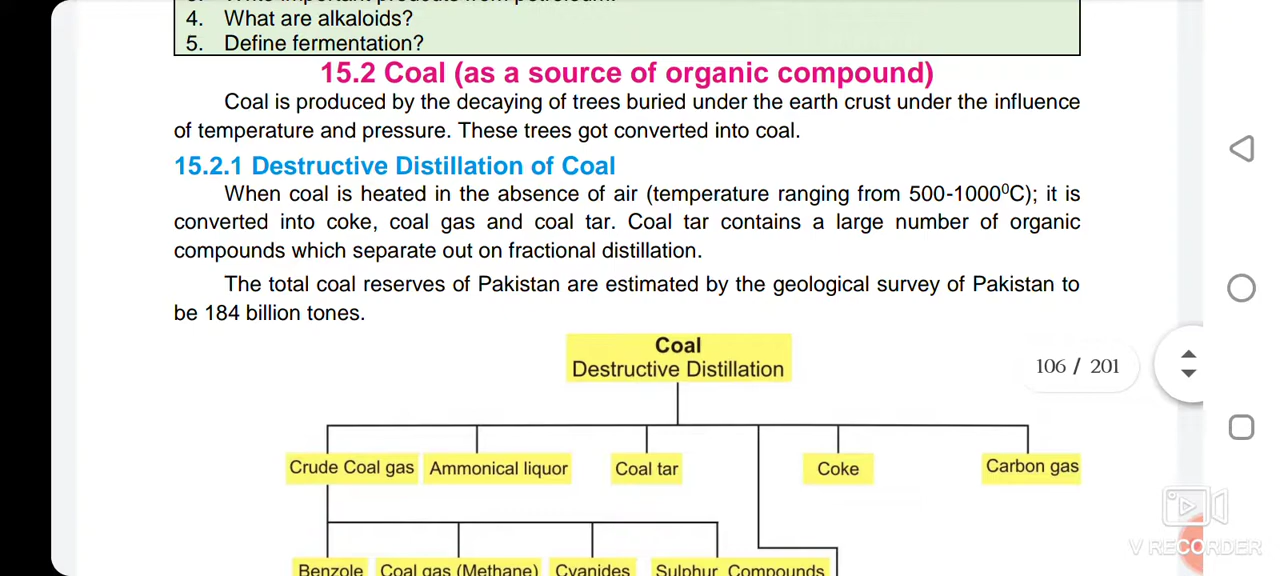 3. Write important products from petroleum.
4. What are alkaloids?
5. Define fermentation?
15.2 Coal (as a source of organic compound)
Coal is produced by the decaying of trees buried under the earth crust under the influence
of temperature and pressure. These trees got converted into coal.
15.2.1 Destructive Distillation of Coal
When coal is heated in the absence of air (temperature ranging from 500-1000⁰C); it is
converted into coke, coal gas and coal tar. Coal tar contains a large number of organic
compounds which separate out on fractional distillation.
The total coal reserves of Pakistan are estimated by the geological survey of Pakistan to
be 184 billion tones.
Coal
Destructive Distillation
106 / 201
Crude Coal gas Ammonical liquor Coal tar Coke Carbon gas
Benzole Coal gas (Methane) Cyanides Sulphur Compounds
V RECORDER